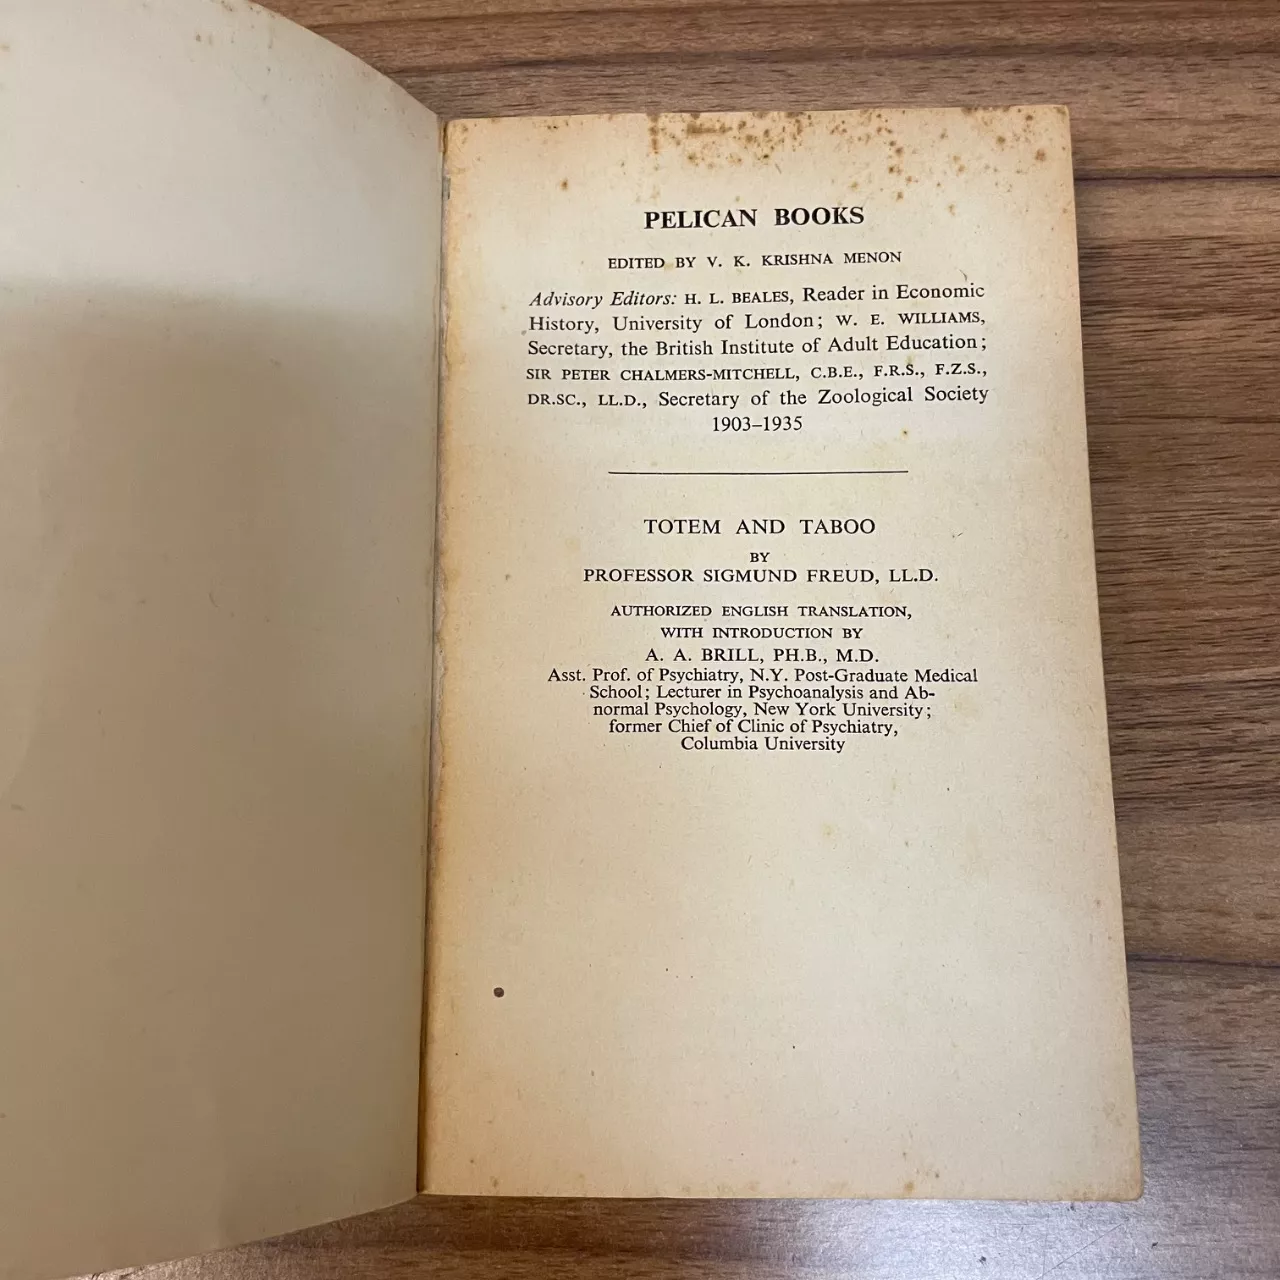 PELICAN BOOKS
EDITED BY V. K. KRISHNA MENON
Advisory Editors: H. L. BEALES, Reader in Economic
History, University of London; W. E. WILLIAMS,
Secretary, the British Institute of Adult Education;
SIR PETER CHALMERS-MITCHELL, C.B.E., F.R.S., F.Z.S.,
DR.SC., LL.D., Secretary of the Zoological Society
1903–1935
TOTEM AND TABOO
BY
PROFESSOR SIGMUND FREUD, LL.D.
AUTHORIZED ENGLISH TRANSLATION,
WITH INTRODUCTION BY
A. A. BRILL, PH.B., M.D.
Asst. Prof. of Psychiatry, N.Y. Post-Graduate Medical
School; Lecturer in Psychoanalysis and Ab-
normal Psychology, New York University;
former Chief of Clinic of Psychiatry,
Columbia University